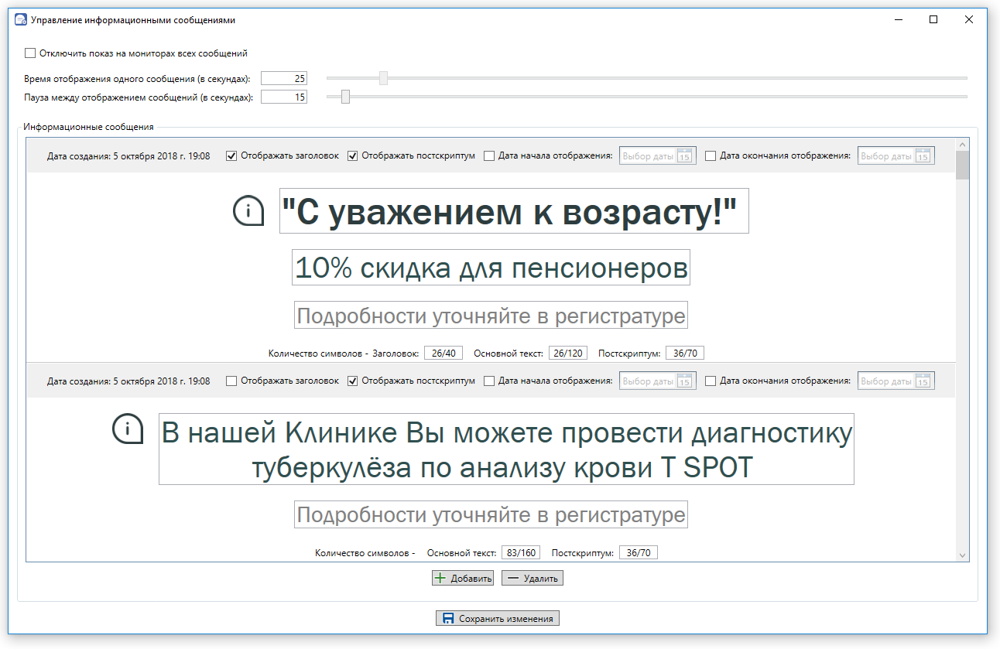 Управление информационными сообщениями
Отключить показ на мониторах всех сообщений
Время отображения одного сообщения (в секундах): 25
Пауза между отображением сообщений (в секундах): 15
Информационные сообщения
Дата создания: 5 октября 2018 г. 19:08 Отображать заголовок Отображать постскриптум Дата начала отображения: Выбор даты 15 Дата окончания отображения: Выбор даты 15
"С уважением к возрасту!"
10% скидка для пенсионеров
Подробности уточняйте в регистратуре
Количество символов - Заголовок: 26/40 Основной текст: 26/120 Постскриптум: 36/70
Дата создания: 5 октября 2018 г. 19:08 Отображать заголовок Отображать постскриптум Дата начала отображения: Выбор даты 15 Дата окончания отображения: Выбор даты 15
В нашей Клинике Вы можете провести диагностику
туберкулёза по анализу крови T SPOT
Подробности уточняйте в регистратуре
Количество символов - Основной текст: 83/160 Постскриптум: 36/70
Добавить Удалить
Сохранить изменения